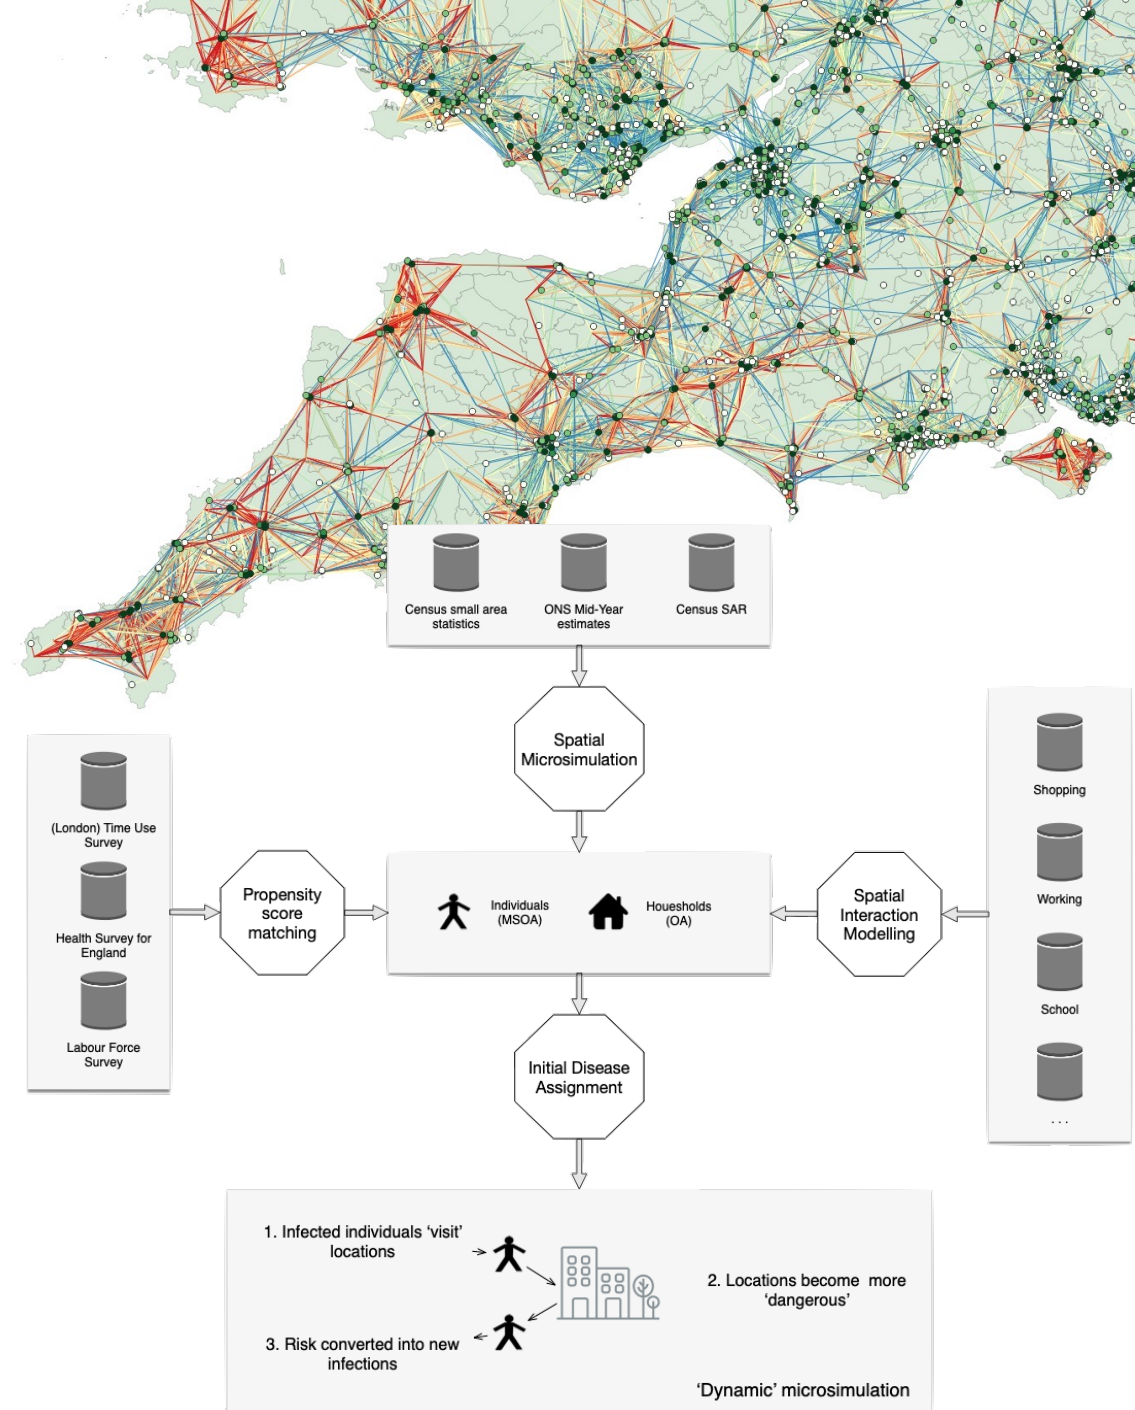 Census small area
statistics
ONS Mid-Year
estimates
Census SAR
Spatial
Microsimulation
(London) Time Use
Survey
Health Survey for
England
Labour Force
Survey
Propensity
score
matching
Individuals
(MSOA)
Houesholds
(OA)
Spatial
Interaction
Modelling
Shopping
Working
School
. . .
Initial Disease
Assignment
1. Infected individuals ‘visit’
locations
2. Locations become more
‘dangerous’
3. Risk converted into new
infections
‘Dynamic’ microsimulation